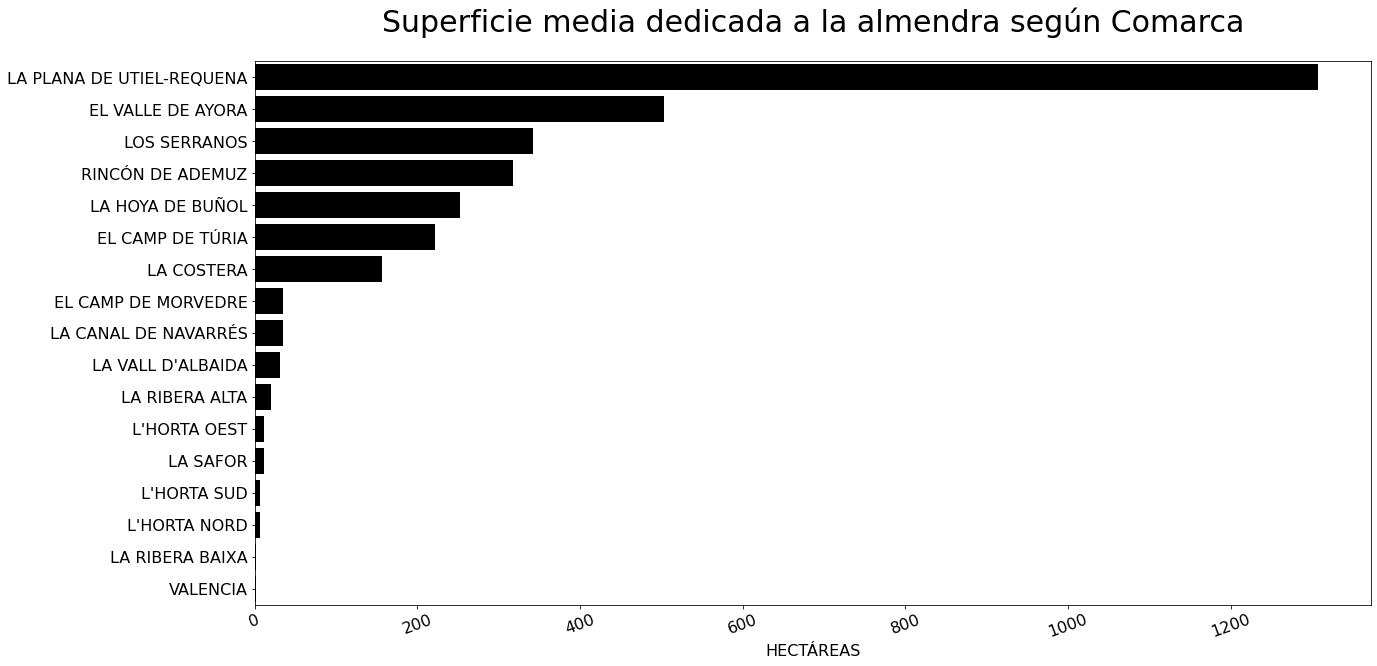 Superficie media dedicada a la almendra según Comarca
LA PLANA DE UTIEL-REQUENA
EL VALLE DE AYORA
LOS SERRANOS
RINCÓN DE ADEMUZ
LA HOYA DE BUÑOL
EL CAMP DE TÚRIA
LA COSTERA
EL CAMP DE MORVEDRE
LA CANAL DE NAVARRÉS
LA VALL D'ALBAIDA
LA RIBERA ALTA
L'HORTA OEST
LA SAFOR
L'HORTA SUD
L'HORTA NORD
LA RIBERA BAIXA
VALENCIA
0 200 400 600 800 1000 1200
HECTÁREAS